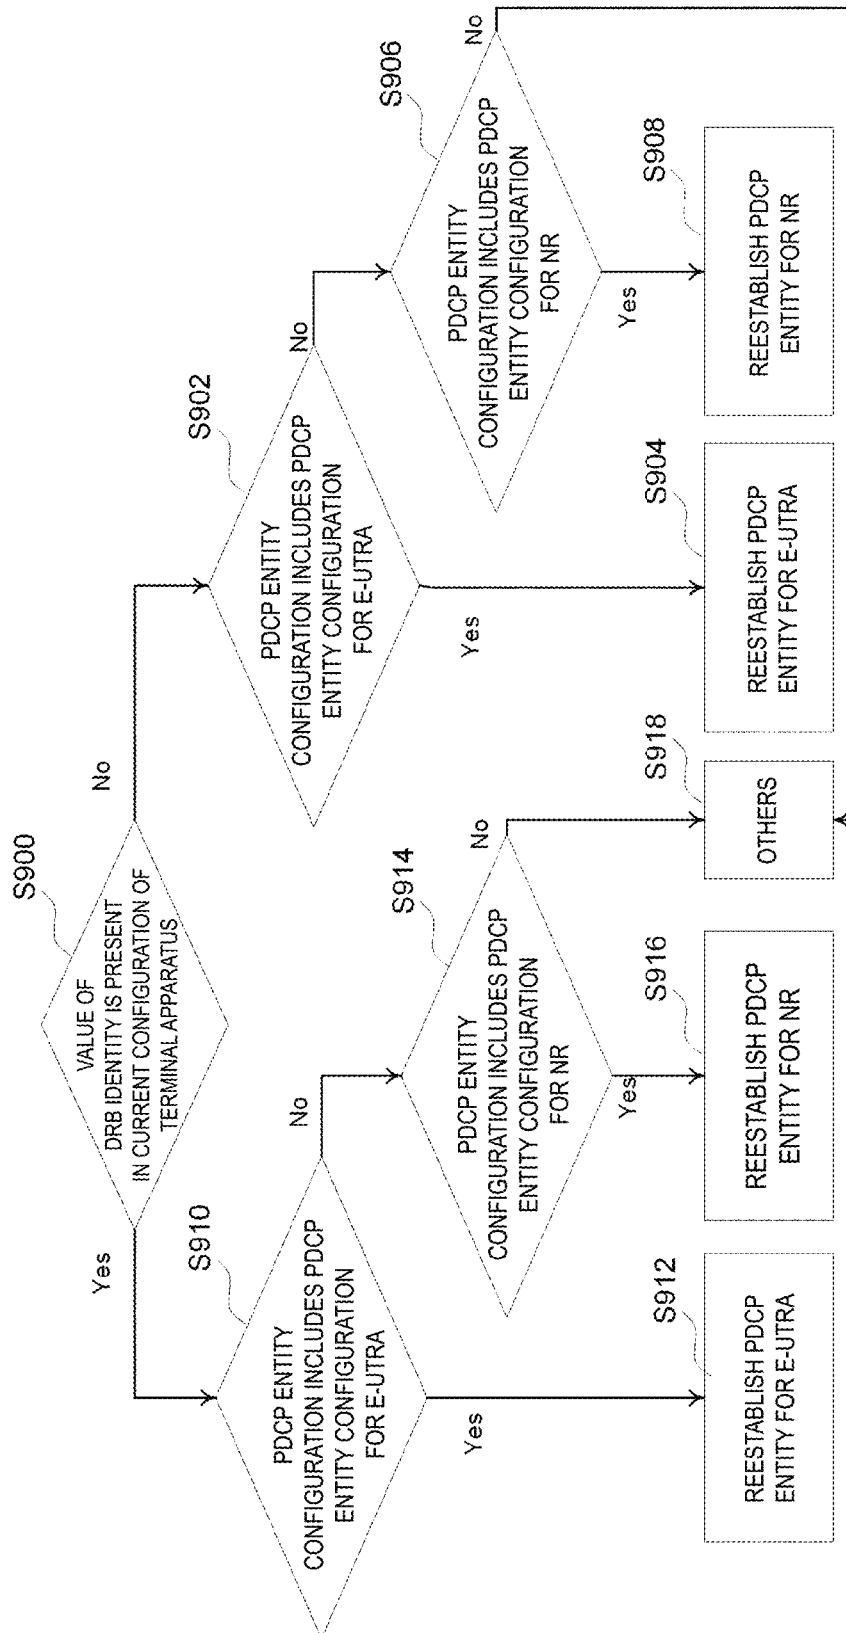 S900
VALUE OF
DRB IDENTITY IS PRESENT
IN CURRENT CONFIGURATION OF
TERMINAL APPARATUS
Yes
No
S910
PDCP ENTITY
CONFIGURATION INCLUDES PDCP
ENTITY CONFIGURATION
FOR E-UTRA
No
Yes
S902
PDCP ENTITY
CONFIGURATION INCLUDES PDCP
ENTITY CONFIGURATION
FOR E-UTRA
No
Yes
S914
PDCP ENTITY
CONFIGURATION INCLUDES PDCP
ENTITY CONFIGURATION
FOR NR
No
Yes
S906
PDCP ENTITY
CONFIGURATION INCLUDES PDCP
ENTITY CONFIGURATION
FOR NR
No
Yes
S912
REESTABLISH PDCP
ENTITY FOR E-UTRA
S916
REESTABLISH PDCP
ENTITY FOR NR
S918
OTHERS
S904
REESTABLISH PDCP
ENTITY FOR E-UTRA
S908
REESTABLISH PDCP
ENTITY FOR NR